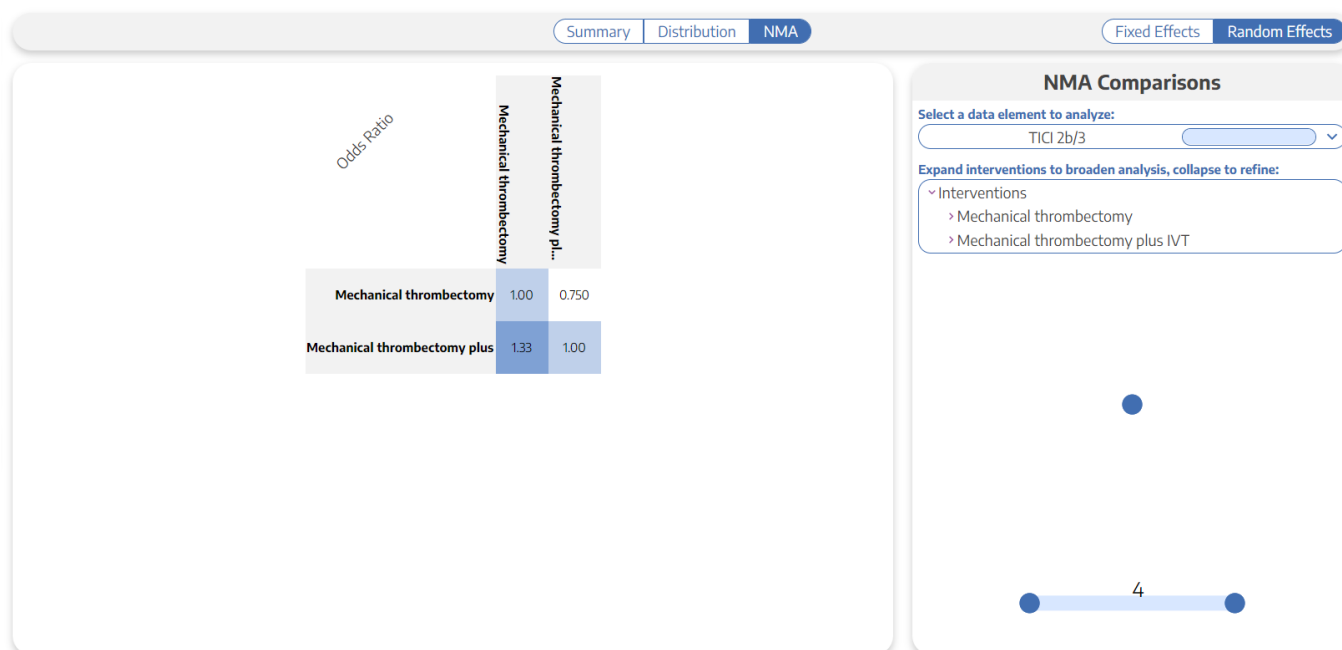 Summary Distribution NMA
Fixed Effects Random Effects
Odds Ratio
Mechanical thrombectomy
Mechanical thrombectomy pl...
Mechanical thrombectomy 1.00 0.750
Mechanical thrombectomy plus 1.33 1.00
NMA Comparisons
Select a data element to analyze:
TICI 2b/3
Expand interventions to broaden analysis, collapse to refine:
Interventions
Mechanical thrombectomy
Mechanical thrombectomy plus IVT
4